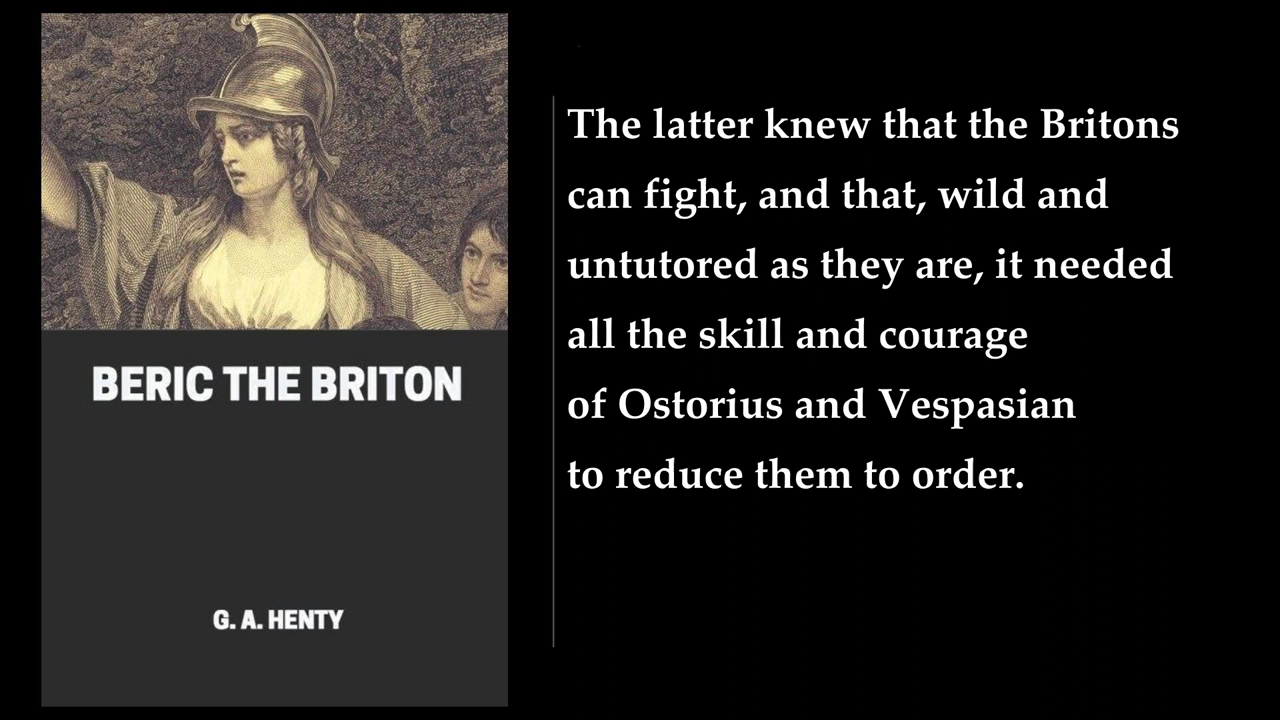 BERIC THE BRITON
G. A. HENTY
The latter knew that the Britons
can fight, and that, wild and
untutored as they are, it needed
all the skill and courage
of Ostorius and Vespasian
to reduce them to order.